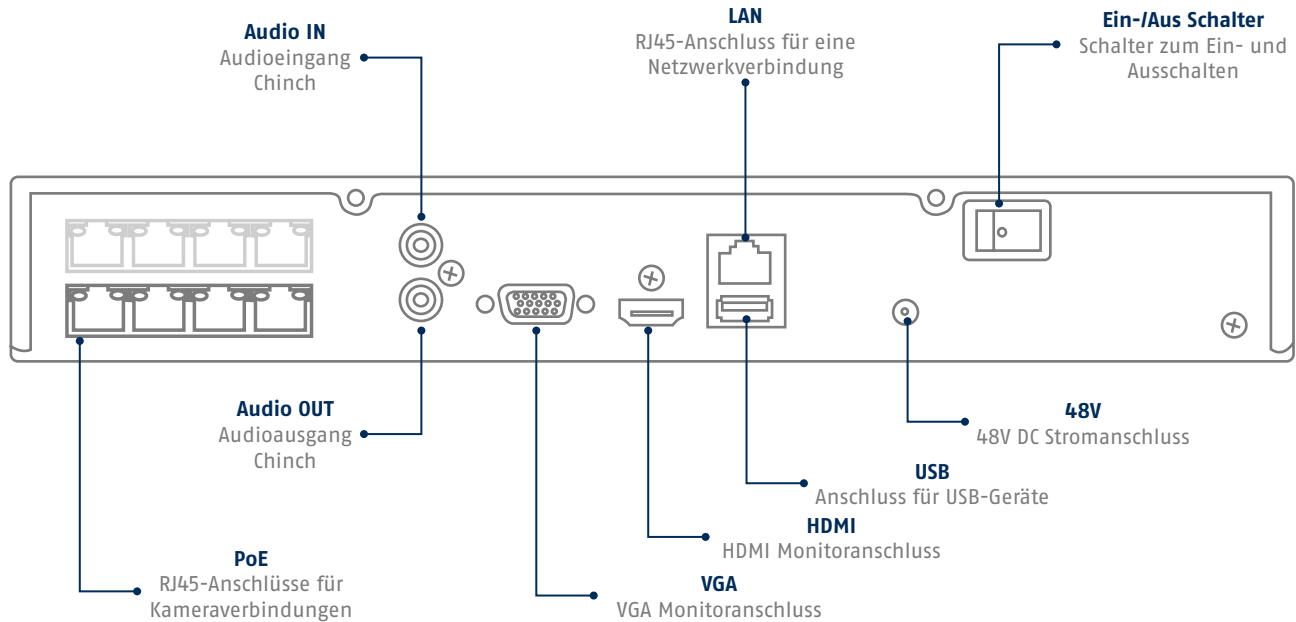 Audio IN
Audioeingang
Chinch
LAN
RJ45-Anschluss für eine
Netzwerkverbindung
Ein-/Aus Schalter
Schalter zum Ein- und
Ausschalten
Audio OUT
Audioausgang
Chinch
48V
48V DC Stromanschluss
USB
Anschluss für USB-Geräte
HDMI
HDMI Monitoranschluss
PoE
RJ45-Anschlüsse für
Kameraverbindungen
VGA
VGA Monitoranschluss